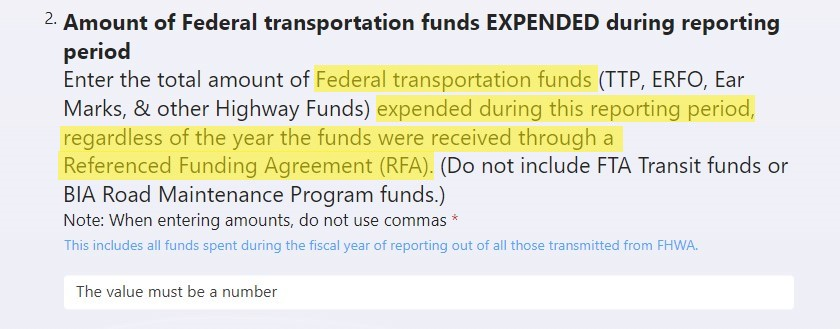 2. Amount of Federal transportation funds EXPENDED during reporting
period
Enter the total amount of Federal transportation funds (TTP, ERFO, Ear
Marks, & other Highway Funds) expended during this reporting period,
regardless of the year the funds were received through a
Referenced Funding Agreement (RFA). (Do not include FTA Transit funds or
BIA Road Maintenance Program funds.)
Note: When entering amounts, do not use commas *
This includes all funds spent during the fiscal year of reporting out of all those transmitted from FHWA.
The value must be a number